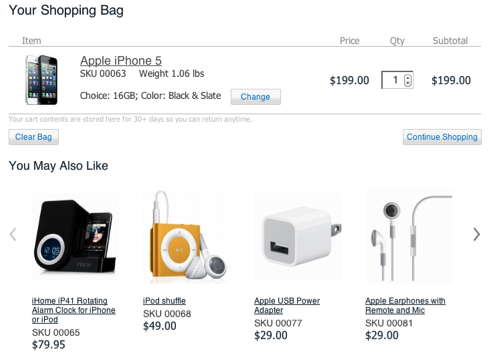 Your Shopping Bag
Item Price Qty Subtotal
Apple iPhone 5
SKU 00063 Weight 1.06 lbs
$199.00 1 $199.00
Choice: 16GB; Color: Black & Slate Change
Your cart contents are stored here for 30+ days so you can return anytime.
Clear Bag Continue Shopping
You May Also Like
iHome iP41 Rotating
Alarm Clock for iPhone
or iPod
SKU 00065
$79.95
iPod shuffle
SKU 00068
$49.00
Apple USB Power
Adapter
SKU 00077
$29.00
Apple Earphones with
Remote and Mic
SKU 00081
$29.00